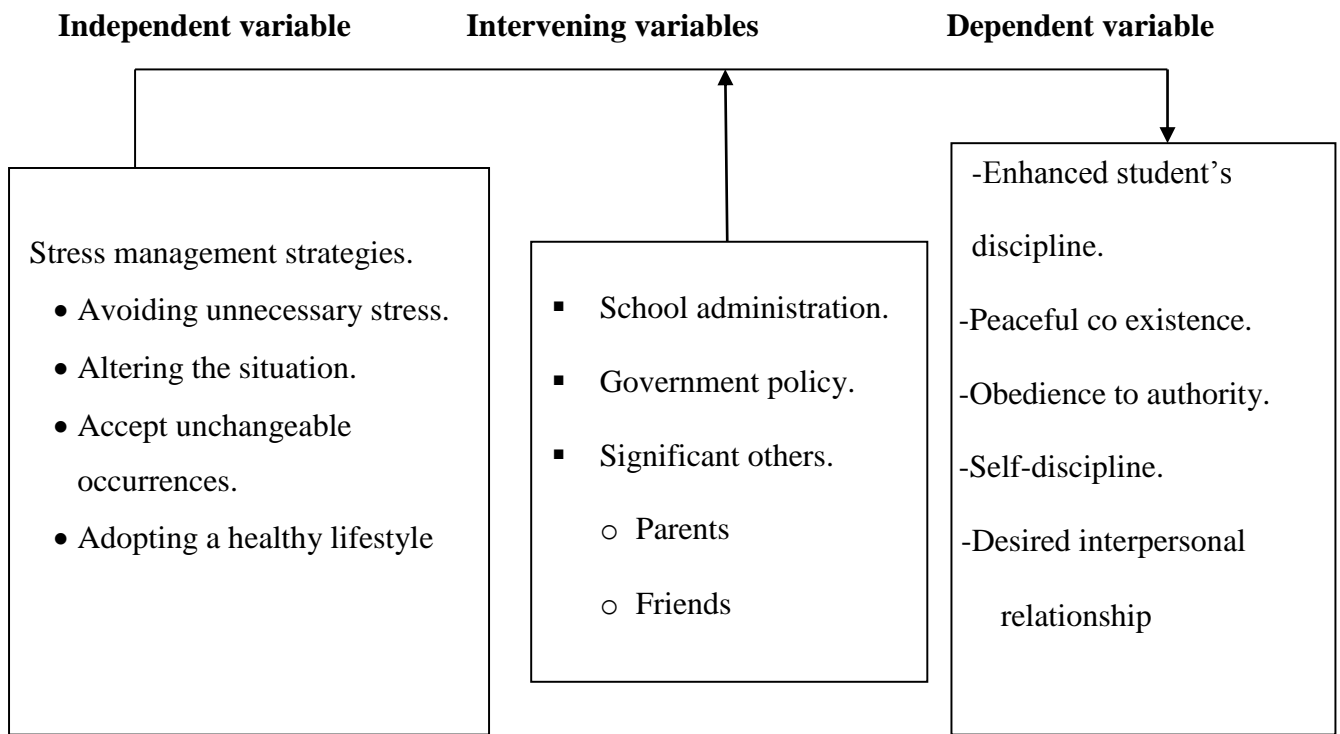 Independent variable
Intervening variables
Dependent variable
Stress management strategies.
• Avoiding unnecessary stress.
• Altering the situation.
• Accept unchangeable
occurrences.
• Adopting a healthy lifestyle
▪ School administration.
▪ Government policy.
▪ Significant others.
o Parents
o Friends
-Enhanced student’s
discipline.
-Peaceful co existence.
-Obedience to authority.
-Self-discipline.
-Desired interpersonal
relationship